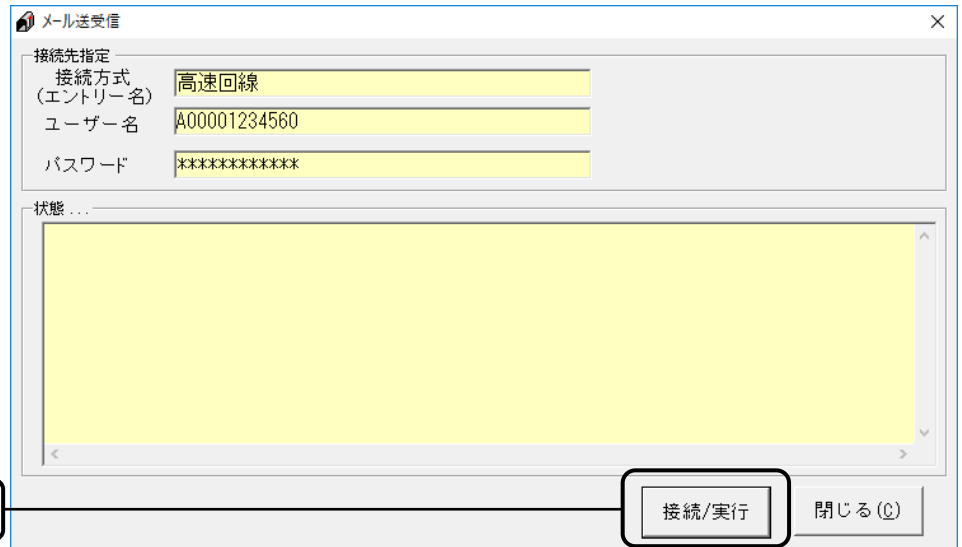 メール送受信
接続先指定
接続方式
(エントリー名)
高速回線
ユーザー名
A00001234560
パスワード
************
状態 ...
接続/実行
閉じる(C)